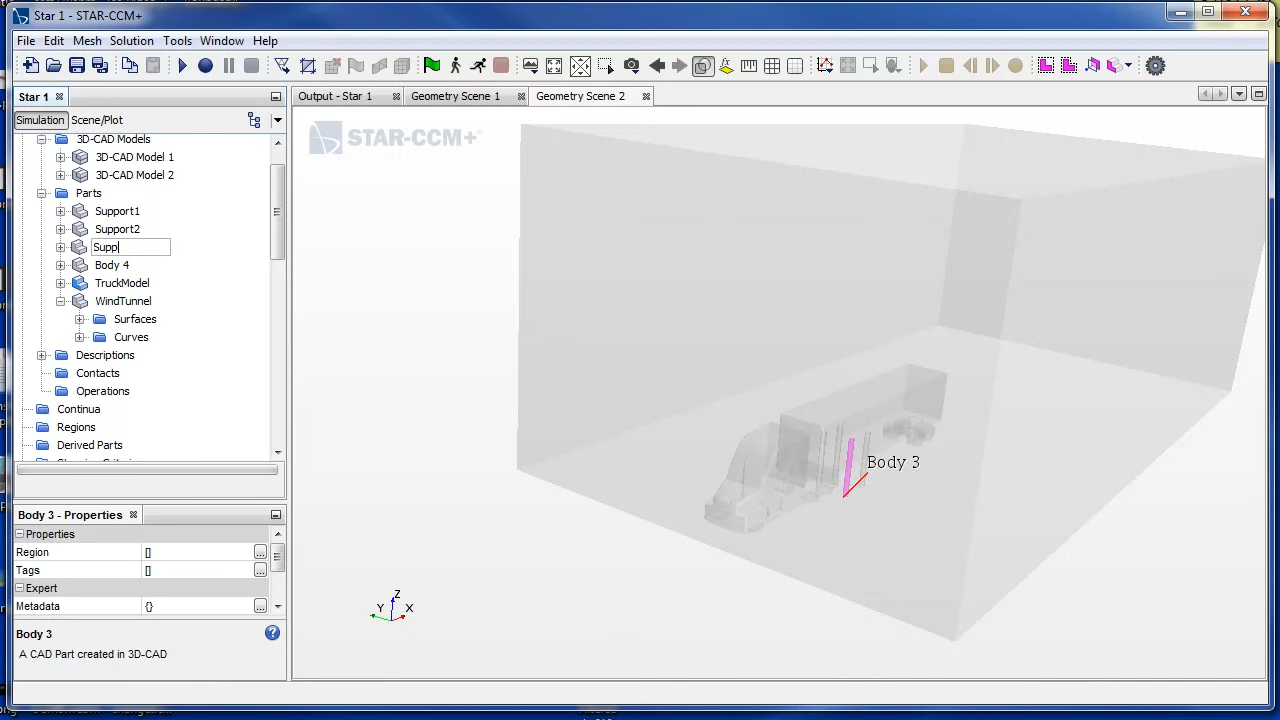 Star 1 - STAR-CCM+
File Edit Mesh Solution Tools Window Help
Star 1
Output - Star 1 Geometry Scene 1 Geometry Scene 2
Simulation Scene/Plot
STAR-CCM+
3D-CAD Models
3D-CAD Model 1
3D-CAD Model 2
Parts
Support1
Support2
Supp
Body 4
TruckModel
WindTunnel
Surfaces
Curves
Descriptions
Contacts
Operations
Continua
Regions
Derived Parts
Body 3
Z
Y X
Body 3 - Properties
Properties
Region []
Tags []
Expert
Metadata {}
Body 3
A CAD Part created in 3D-CAD